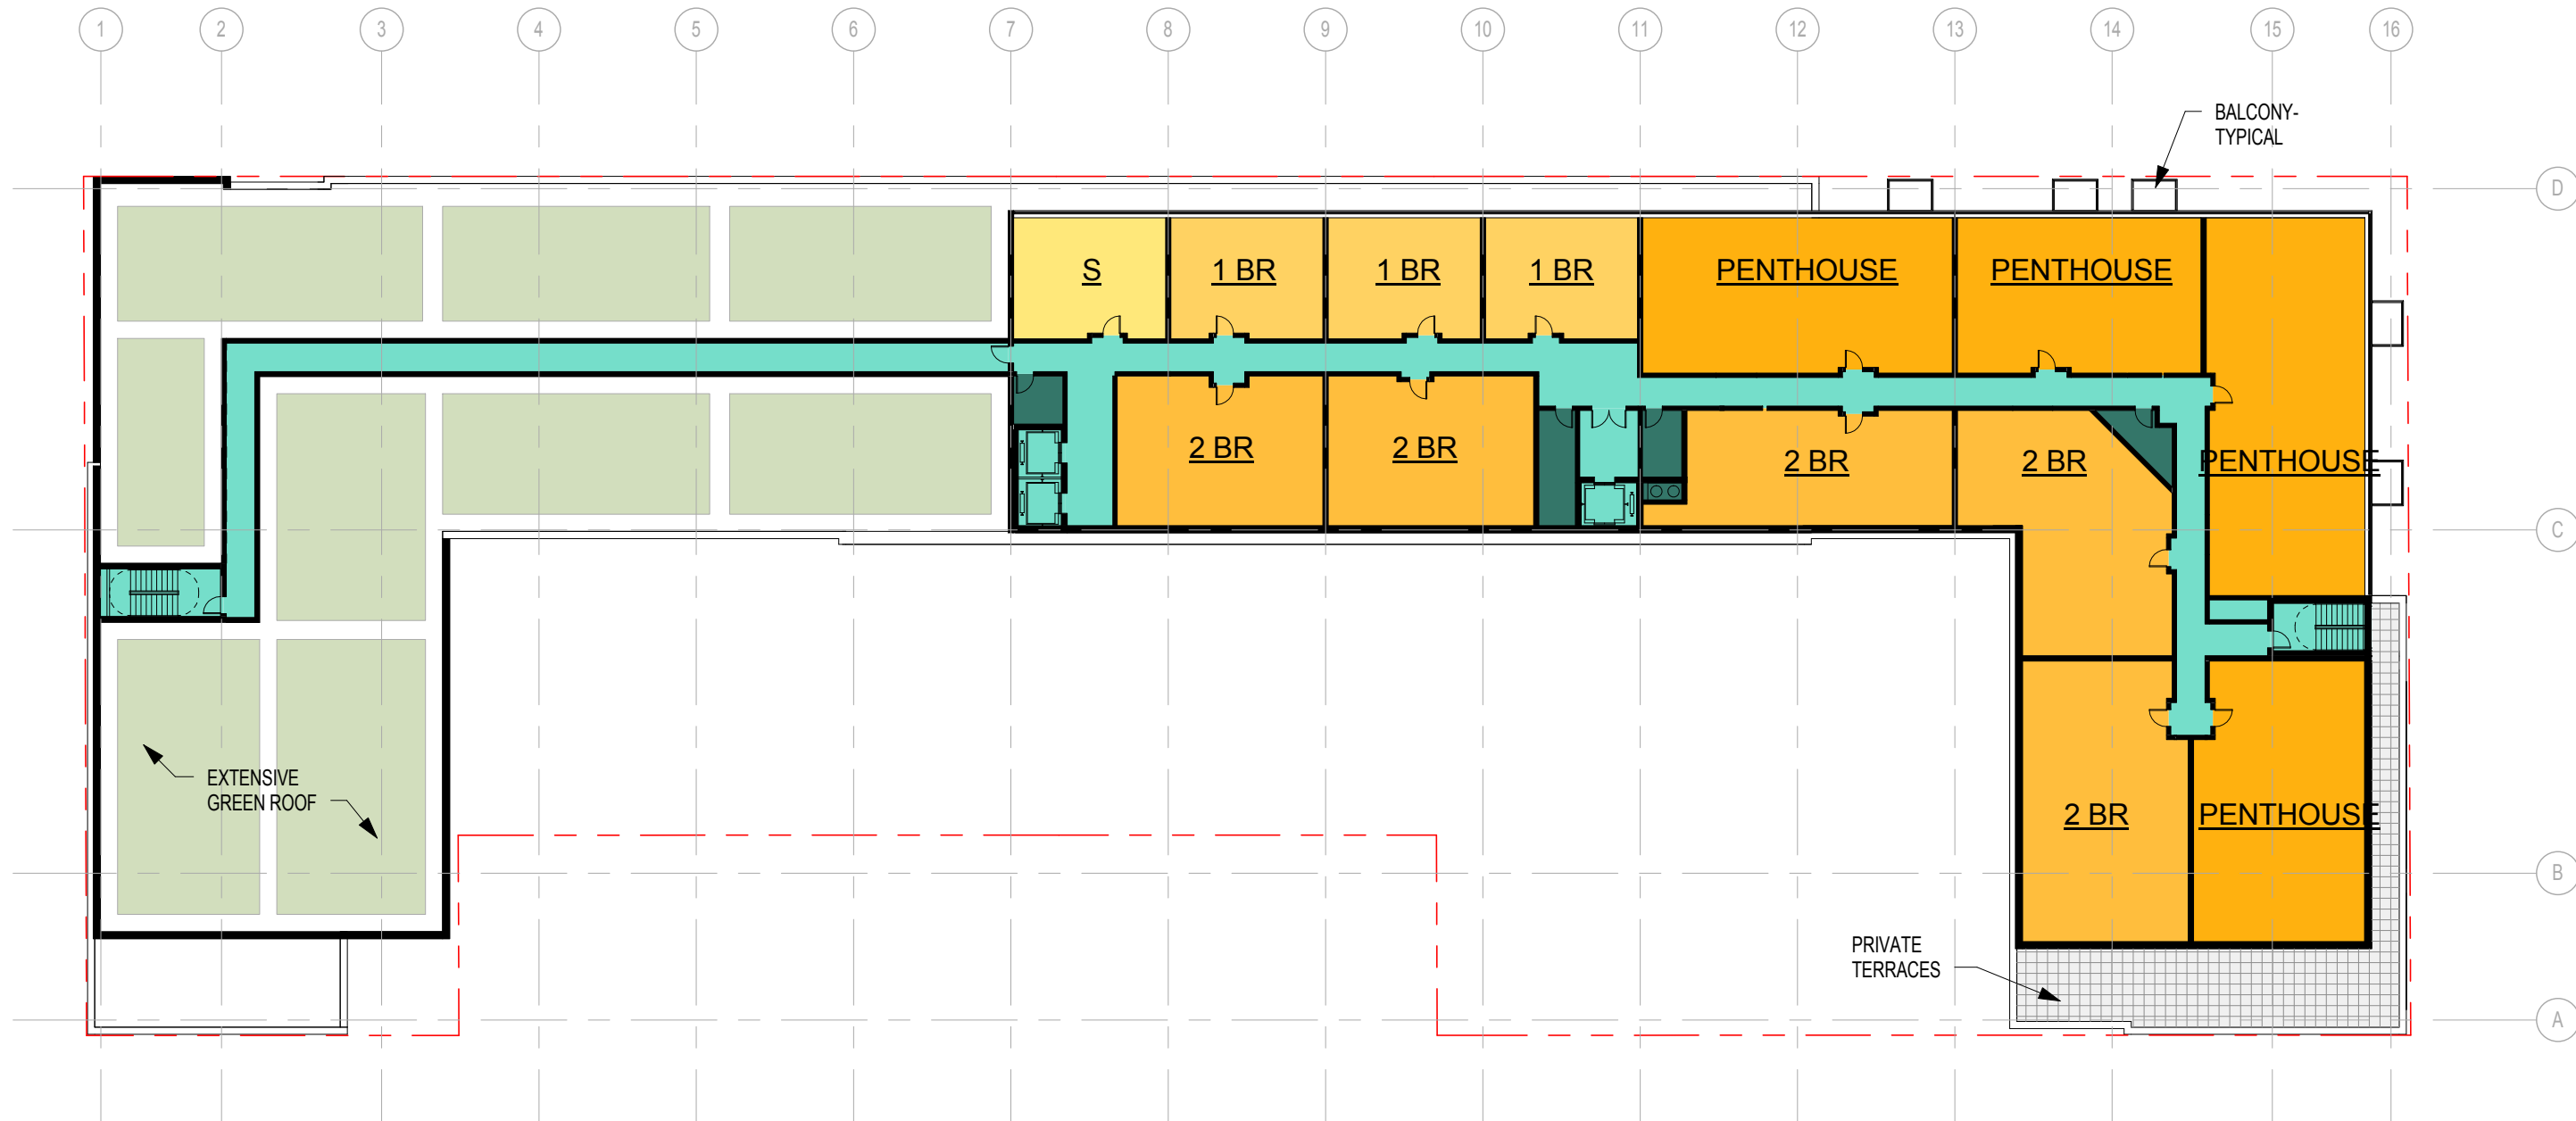 1 2 3 4 5 6 7 8 9 10 11 12 13 14 15 16
BALCONY-
TYPICAL
D
S
1 BR
1 BR
1 BR
PENTHOUSE
PENTHOUSE
2 BR
2 BR
2 BR
2 BR
PENTHOUSE
C
EXTENSIVE
GREEN ROOF
2 BR
PENTHOUSE
B
PRIVATE
TERRACES
A